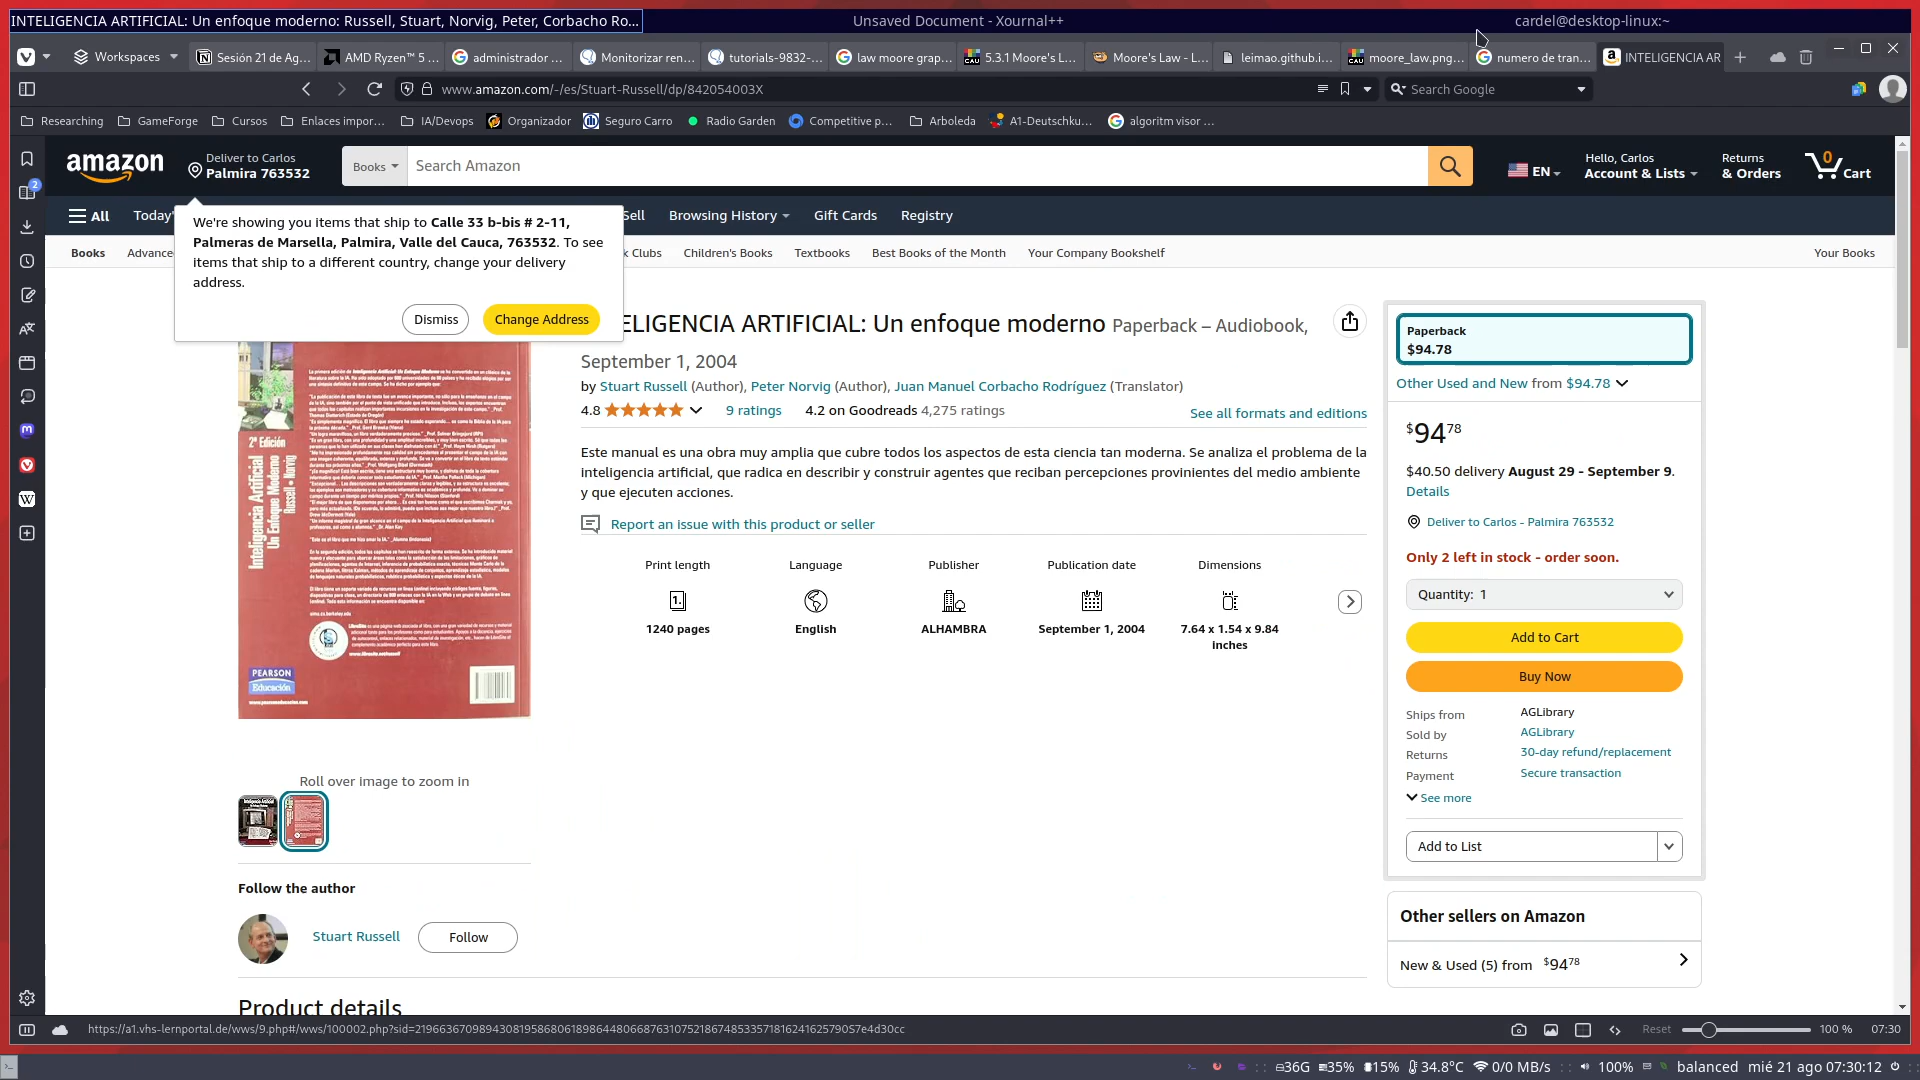 INTELIGENCIA ARTIFICIAL: Un enfoque moderno: Russell, Stuart, Norvig, Peter, Corbacho Ro...
Unsaved Document - Xournal++
cardel@desktop-linux:~
Workspaces
Sesión 21 de Ag...
AMD Ryzen™ 5 ...
administrador ...
Monitorizar ren...
tutorials-9832-...
law moore grap...
5.3.1 Moore's L...
Moore's Law - L...
leimao.github.i...
moore_law.png...
numero de tran...
INTELIGENCIA AR
www.amazon.com/-/es/Stuart-Russell/dp/842054003X
Search Google
Researching
GameForge
Cursos
Enlaces impor...
IA/Devops
Organizador
Seguro Carro
Radio Garden
Competitive p...
Arboleda
A1-Deutschku...
algoritm visor ...
2
amazon
Deliver to Carlos
Palmira 763532
Books
Search Amazon
EN
Hello, Carlos
Account & Lists
Returns
& Orders
0
Cart
All
Today'
Sell
Browsing History
Gift Cards
Registry
We're showing you items that ship to Calle 33 b-bis # 2-11,
Palmeras de Marsella, Palmira, Valle del Cauca, 763532. To see
items that ship to a different country, change your delivery
address.
Dismiss
Change Address
Books
Advance
k Clubs
Children's Books
Textbooks
Best Books of the Month
Your Company Bookshelf
Your Books
ELIGENCIA ARTIFICIAL: Un enfoque moderno Paperback – Audiobook,
September 1, 2004
by Stuart Russell (Author), Peter Norvig (Author), Juan Manuel Corbacho Rodríguez (Translator)
4.8
9 ratings
4.2 on Goodreads 4,275 ratings
See all formats and editions
Este manual es una obra muy amplia que cubre todos los aspectos de esta ciencia tan moderna. Se analiza el problema de la
inteligencia artificial, que radica en describir y construir agentes que reciban percepciones provinientes del medio ambiente
y que ejecuten acciones.
Report an issue with this product or seller
Print length
1240 pages
Language
English
Publisher
ALHAMBRA
Publication date
September 1, 2004
Dimensions
7.64 x 1.54 x 9.84
inches
2ª Edición
Inteligencia Artificial
Un Enfoque Moderno
Russell • Norvig
PEARSON
Educación
www.pearsoneducacion.com
Roll over image to zoom in
Follow the author
Stuart Russell
Follow
Product details
Paperback
$94.78
Other Used and New from $94.78
$94 78
$40.50 delivery August 29 - September 9.
Details
Deliver to Carlos - Palmira 763532
Only 2 left in stock - order soon.
Quantity: 1
Add to Cart
Buy Now
Ships from
AGLibrary
Sold by
AGLibrary
Returns
30-day refund/replacement
Payment
Secure transaction
See more
Add to List
Other sellers on Amazon
New & Used (5) from $94 78
https://a1.vhs-lernportal.de/wws/9.php#/wws/100002.php?sid=21966367098943081958680618986448066876310752186748533571816241625790S7e4d30cc
Reset
100 %
07:30
36G
35%
15%
34.8°C
0/0 MB/s
100%
balanced
mié 21 ago 07:30:12